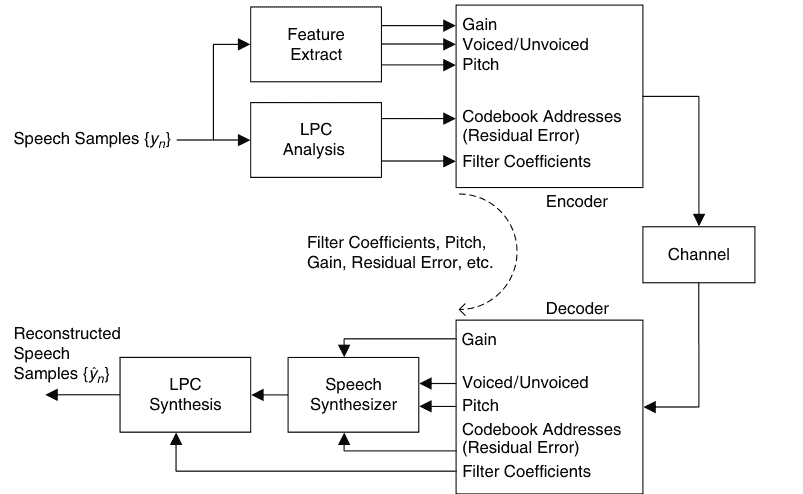 Feature
Extract
Gain
Voiced/Unvoiced
Pitch
Speech Samples {yn}
LPC
Analysis
Codebook Addresses
(Residual Error)
Filter Coefficients
Encoder
Filter Coefficients, Pitch,
Gain, Residual Error, etc.
Channel
Decoder
Reconstructed
Speech
Samples {ŷn}
LPC
Synthesis
Speech
Synthesizer
Gain
Voiced/Unvoiced
Pitch
Codebook Addresses
(Residual Error)
Filter Coefficients